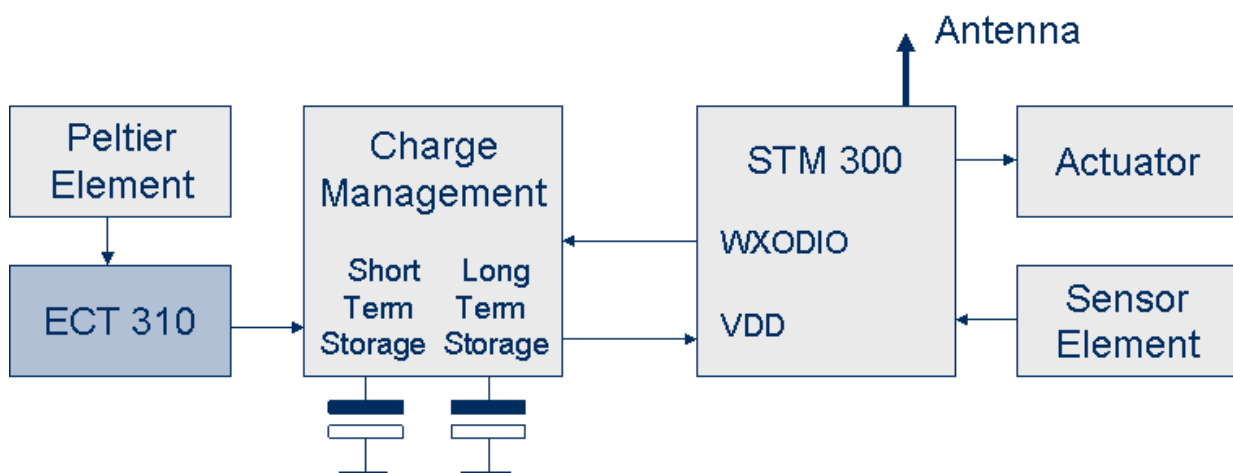 Antenna
Peltier
Element
ECT 310
Charge
Management
Short
Term
Storage
Long
Term
Storage
STM 300
WXODIO
VDD
Actuator
Sensor
Element